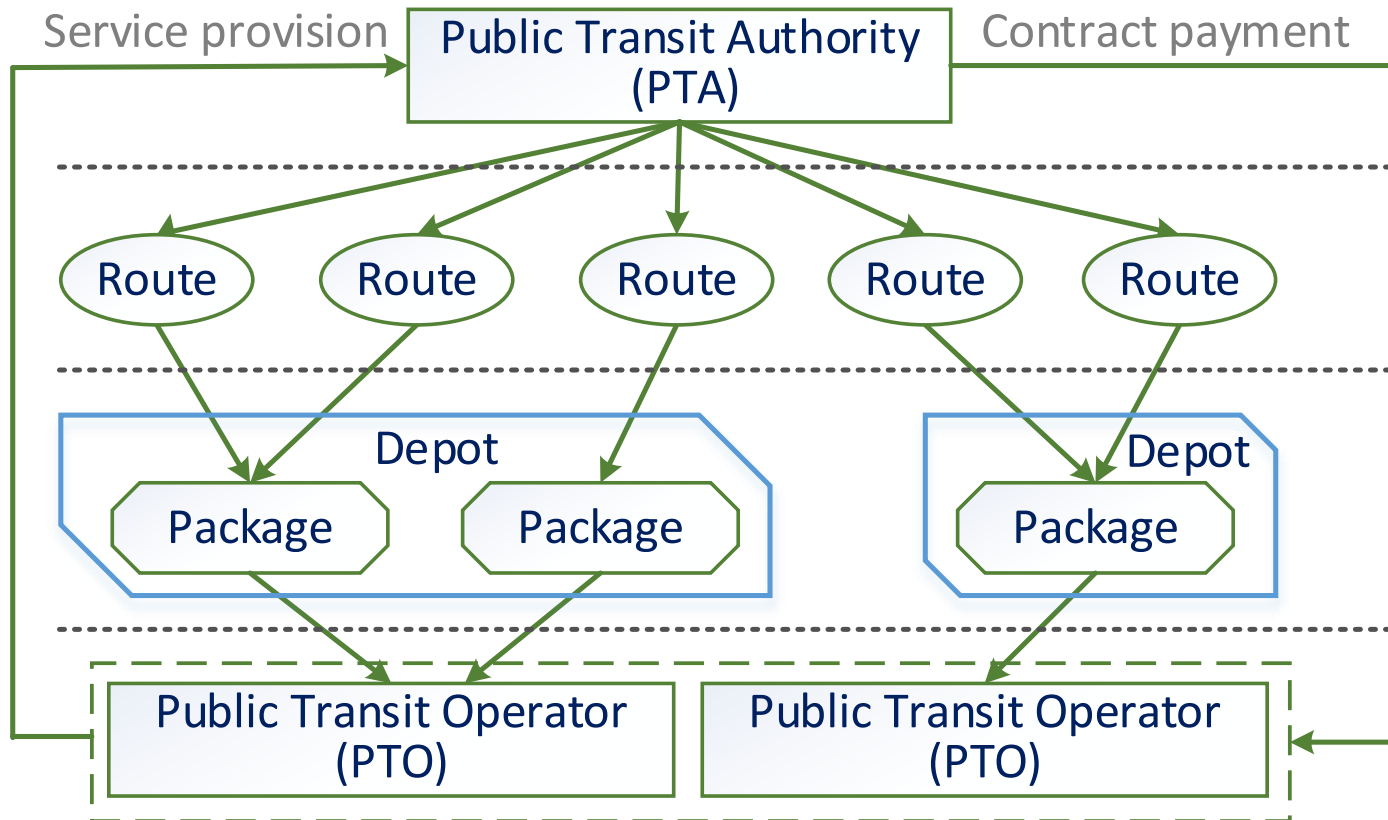 Service provision
Public Transit Authority
(PTA)
Contract payment
Route
Route
Route
Route
Route
Depot
Depot
Package
Package
Package
Public Transit Operator
(PTO)
Public Transit Operator
(PTO)